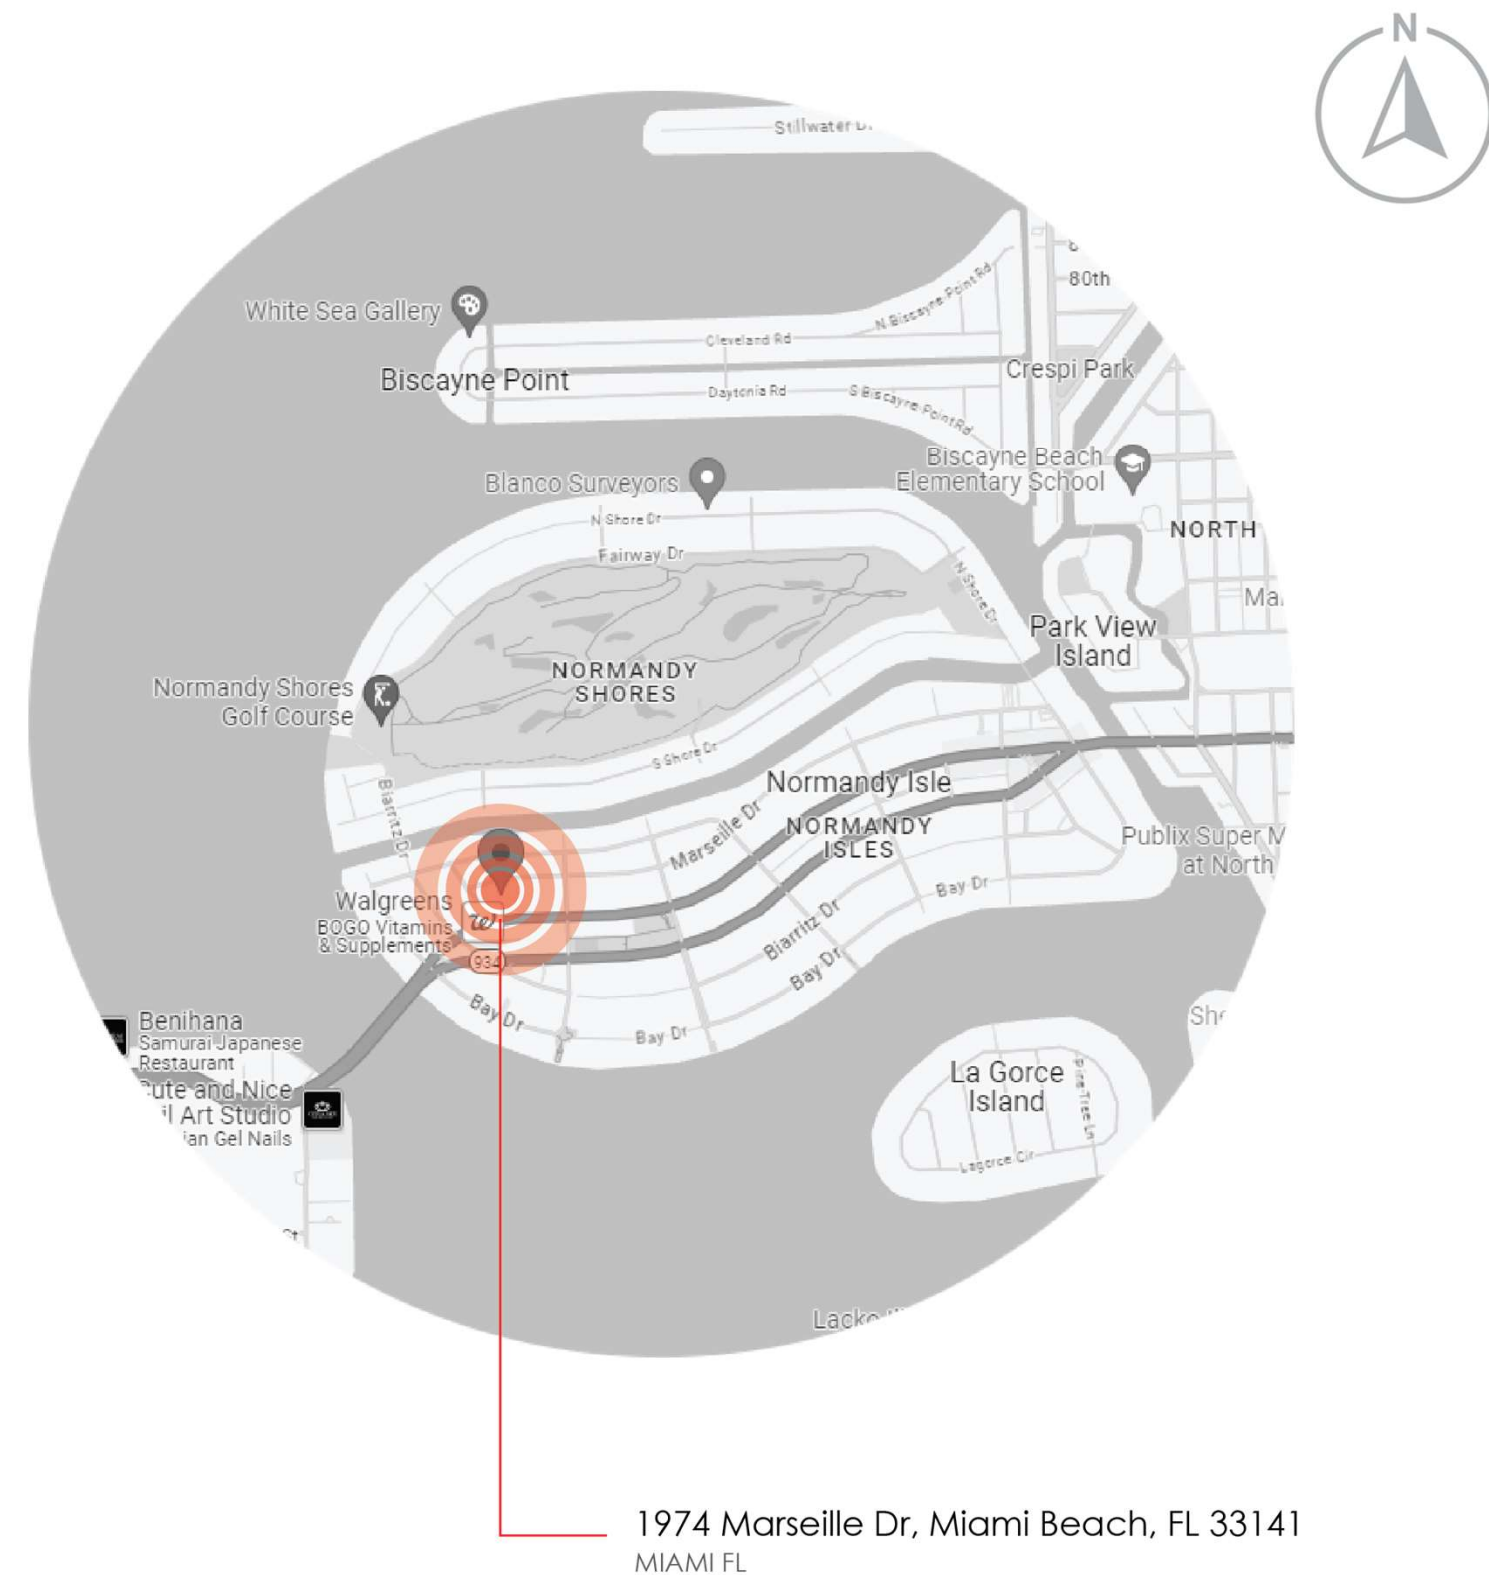 N
Stillwater D
80th
N Biscayne Point Rd
White Sea Gallery
Cleveland Rd
Crespi Park
Biscayne Point
Daytonia Rd
S Biscayne Point Rd
Biscayne Beach
Elementary School
Blanco Surveyors
N Shore Dr
NORTH
Fairway Dr
N Shore Dr
Park View
Island
NORMANDY
SHORES
Normandy Shores
Golf Course
S Shore Dr
Normandy Isle
Biarritz Dr
Marseille Dr
NORMANDY
ISLES
Publix Super M
at North
Bay Dr
Walgreens
BOGO Vitamins
& Supplements
W
934
Biarritz Dr
Bay Dr
Bay Dr
Bay Dr
Benihana
Samurai Japanese
Restaurant
Cute and Nice
il Art Studio
ian Gel Nails
La Gorce
Island
Pine Tree Ln
Lagorce Cir
1974 Marseille Dr, Miami Beach, FL 33141
MIAMI FL